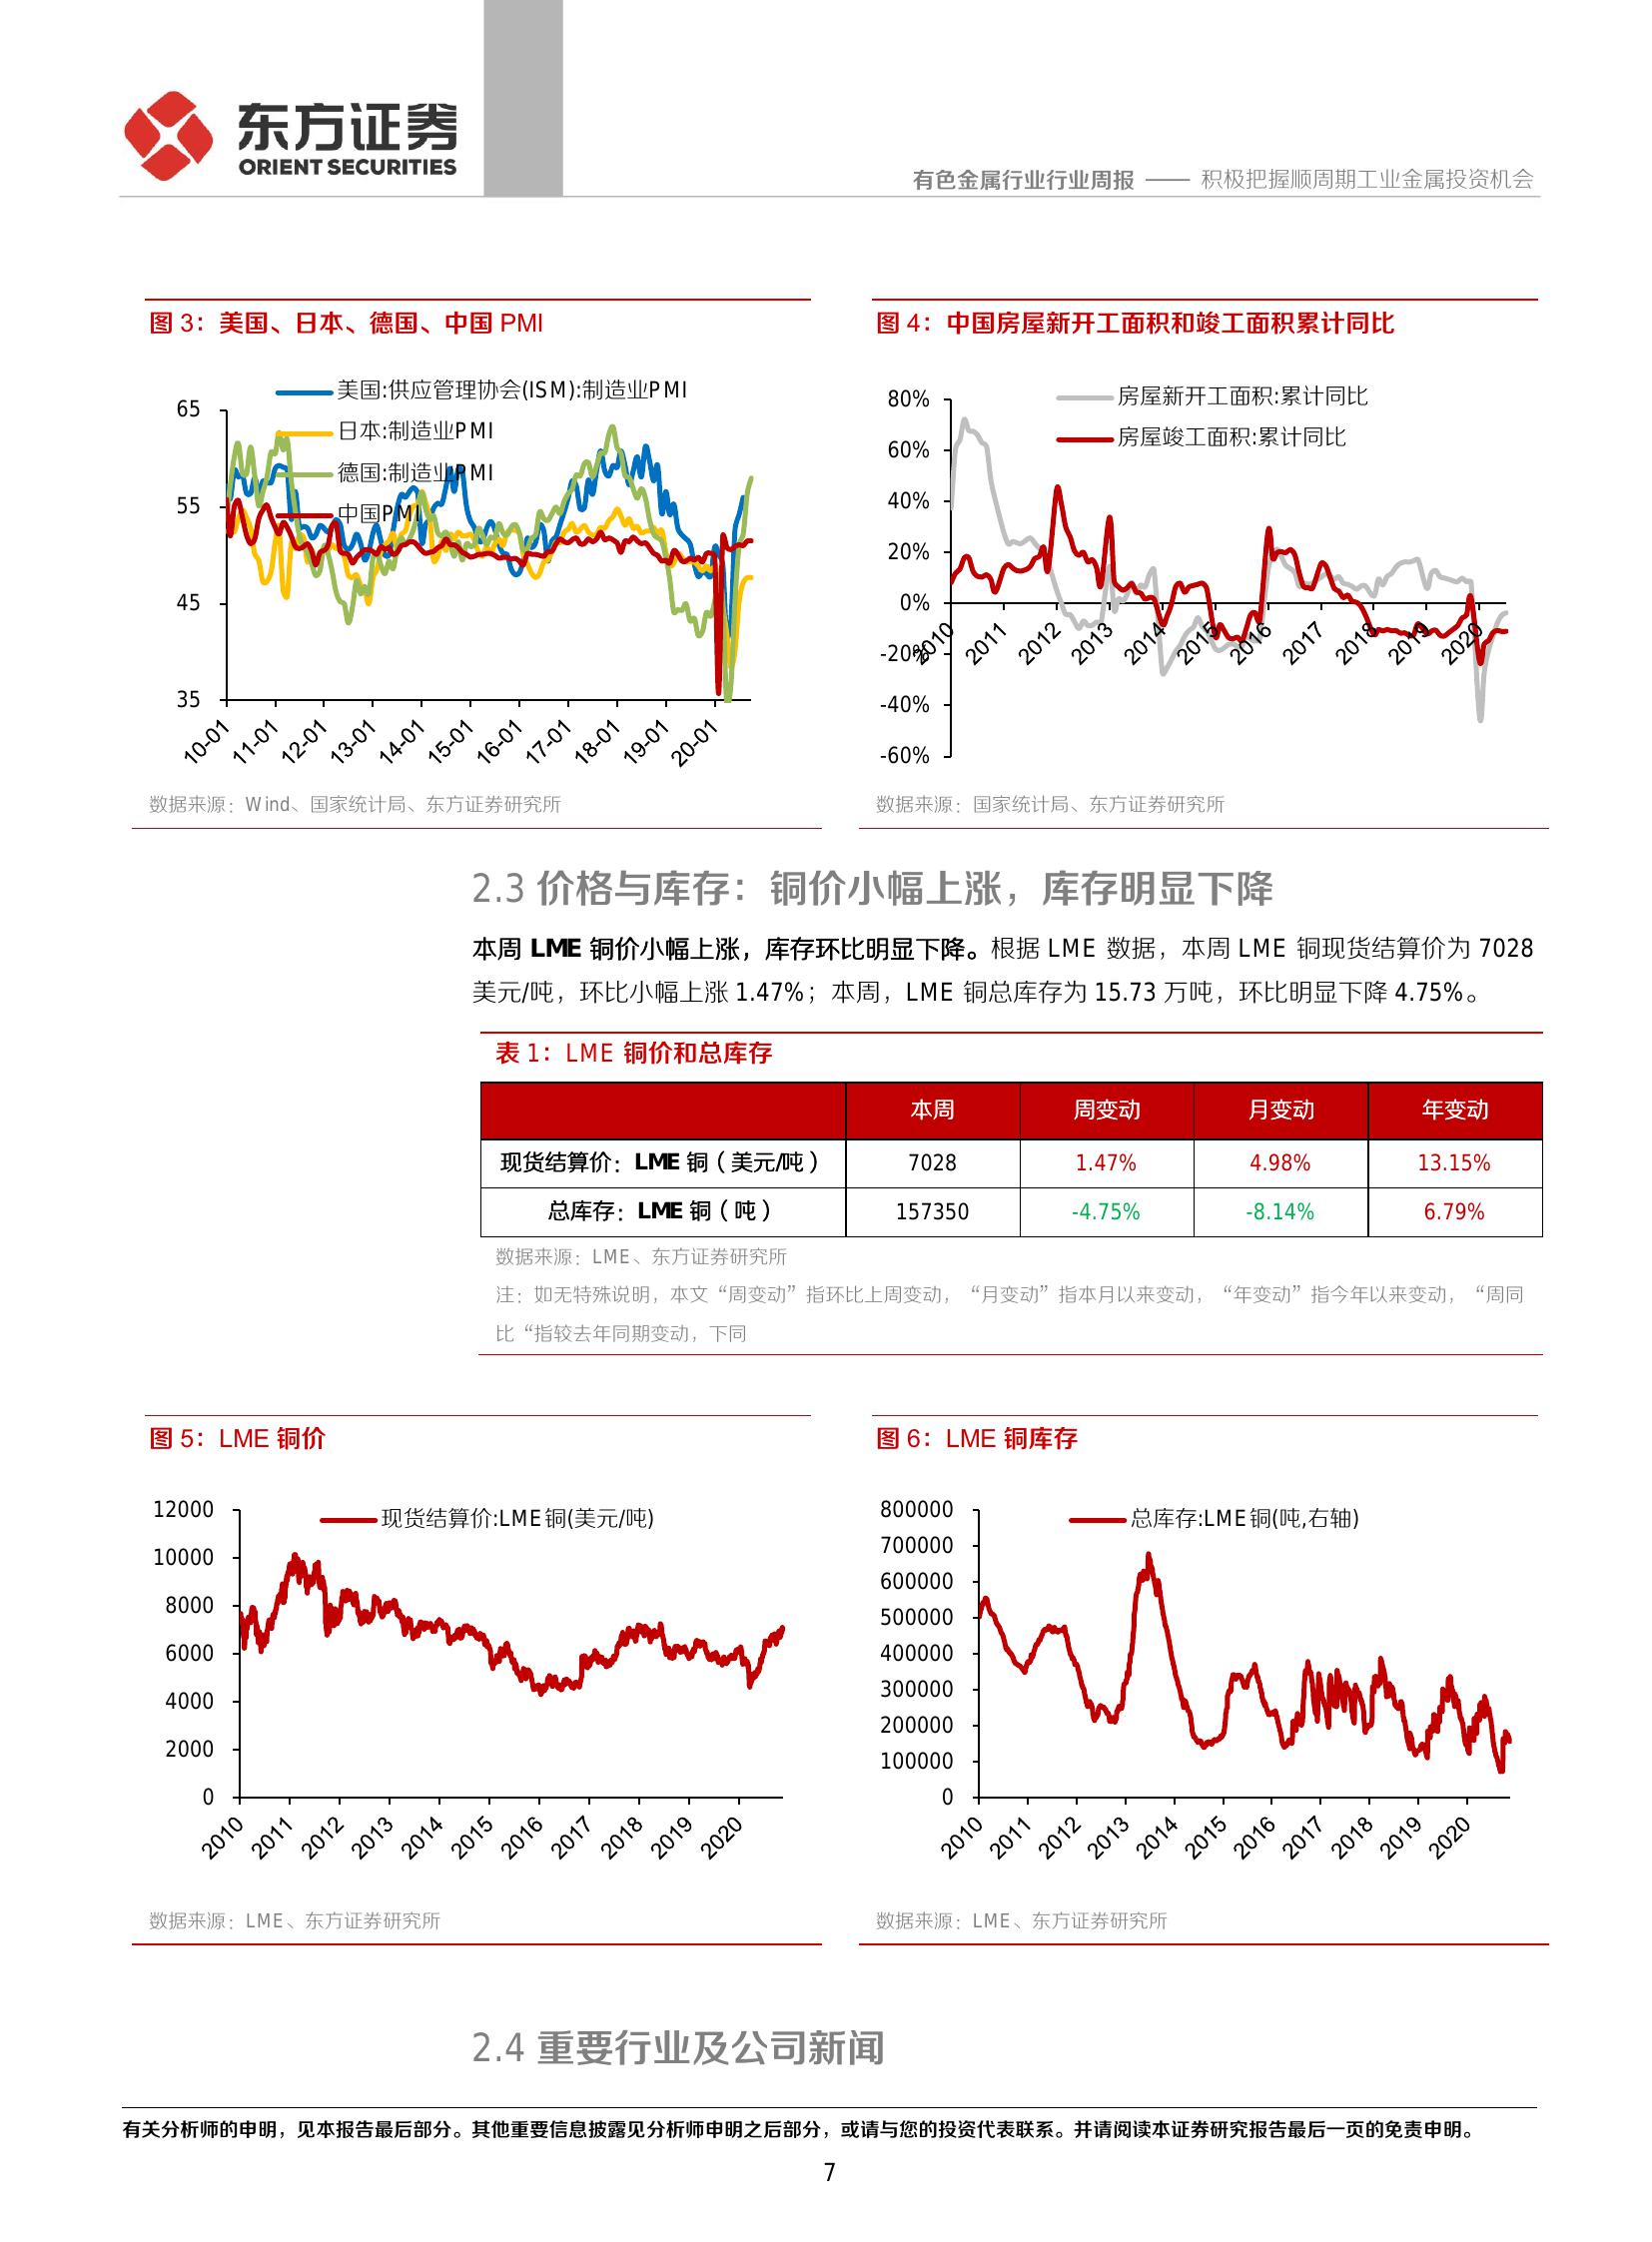 东方证券
ORIENT SECURITIES
有色金属行业行业周报 —— 积极把握顺周期工业金属投资机会
图 3：美国、日本、德国、中国 PMI
美国:供应管理协会(ISM):制造业PMI
日本:制造业PMI
德国:制造业PMI
中国PMI
65
55
45
35
10-01 11-01 12-01 13-01 14-01 15-01 16-01 17-01 18-01 19-01 20-01
数据来源：Wind、国家统计局、东方证券研究所
图 4：中国房屋新开工面积和竣工面积累计同比
房屋新开工面积:累计同比
房屋竣工面积:累计同比
80%
60%
40%
20%
0%
-20%
-40%
-60%
2010 2011 2012 2013 2014 2015 2016 2017 2018 2019 2020
数据来源：国家统计局、东方证券研究所
2.3 价格与库存：铜价小幅上涨，库存明显下降
本周 LME 铜价小幅上涨，库存环比明显下降。根据 LME 数据，本周 LME 铜现货结算价为 7028
美元/吨，环比小幅上涨 1.47%；本周，LME 铜总库存为 15.73 万吨，环比明显下降 4.75%。
表 1：LME 铜价和总库存
本周 周变动 月变动 年变动
现货结算价：LME 铜（美元/吨） 7028 1.47% 4.98% 13.15%
总库存：LME 铜（吨） 157350 -4.75% -8.14% 6.79%
数据来源：LME、东方证券研究所
注：如无特殊说明，本文“周变动”指环比上周变动，“月变动”指本月以来变动，“年变动”指今年以来变动，“周同
比“指较去年同期变动，下同
图 5：LME 铜价
现货结算价:LME铜(美元/吨)
12000
10000
8000
6000
4000
2000
0
2010 2011 2012 2013 2014 2015 2016 2017 2018 2019 2020
数据来源：LME、东方证券研究所
图 6：LME 铜库存
总库存:LME铜(吨,右轴)
800000
700000
600000
500000
400000
300000
200000
100000
0
2010 2011 2012 2013 2014 2015 2016 2017 2018 2019 2020
数据来源：LME、东方证券研究所
2.4 重要行业及公司新闻
有关分析师的申明，见本报告最后部分。其他重要信息披露见分析师申明之后部分，或请与您的投资代表联系。并请阅读本证券研究报告最后一页的免责申明。
7